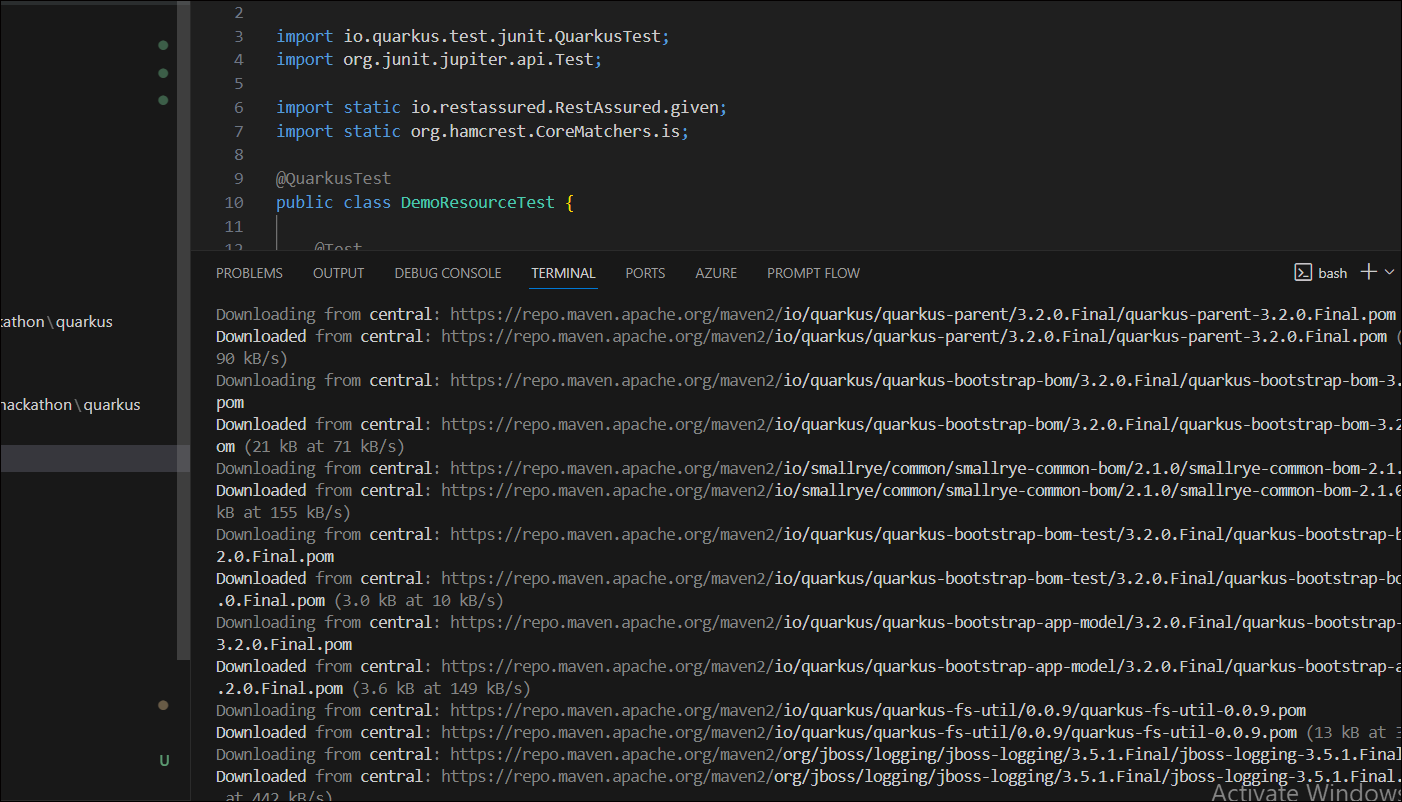 2
3 import io.quarkus.test.junit.QuarkusTest;
4 import org.junit.jupiter.api.Test;
5
6 import static io.restassured.RestAssured.given;
7 import static org.hamcrest.CoreMatchers.is;
8
9 @QuarkusTest
10 public class DemoResourceTest {
11
12 @Test
PROBLEMS OUTPUT DEBUG CONSOLE TERMINAL PORTS AZURE PROMPT FLOW bash
kathon\quarkus
hackathon\quarkus
U
Downloading from central: https://repo.maven.apache.org/maven2/io/quarkus/quarkus-parent/3.2.0.Final/quarkus-parent-3.2.0.Final.pom
Downloaded from central: https://repo.maven.apache.org/maven2/io/quarkus/quarkus-parent/3.2.0.Final/quarkus-parent-3.2.0.Final.pom (
90 kB/s)
Downloading from central: https://repo.maven.apache.org/maven2/io/quarkus/quarkus-bootstrap-bom/3.2.0.Final/quarkus-bootstrap-bom-3.
pom
Downloaded from central: https://repo.maven.apache.org/maven2/io/quarkus/quarkus-bootstrap-bom/3.2.0.Final/quarkus-bootstrap-bom-3.2
om (21 kB at 71 kB/s)
Downloading from central: https://repo.maven.apache.org/maven2/io/smallrye/common/smallrye-common-bom/2.1.0/smallrye-common-bom-2.1.
Downloaded from central: https://repo.maven.apache.org/maven2/io/smallrye/common/smallrye-common-bom/2.1.0/smallrye-common-bom-2.1.0
kB at 155 kB/s)
Downloading from central: https://repo.maven.apache.org/maven2/io/quarkus/quarkus-bootstrap-bom-test/3.2.0.Final/quarkus-bootstrap-b
2.0.Final.pom
Downloaded from central: https://repo.maven.apache.org/maven2/io/quarkus/quarkus-bootstrap-bom-test/3.2.0.Final/quarkus-bootstrap-bo
.0.Final.pom (3.0 kB at 10 kB/s)
Downloading from central: https://repo.maven.apache.org/maven2/io/quarkus/quarkus-bootstrap-app-model/3.2.0.Final/quarkus-bootstrap-
3.2.0.Final.pom
Downloaded from central: https://repo.maven.apache.org/maven2/io/quarkus/quarkus-bootstrap-app-model/3.2.0.Final/quarkus-bootstrap-a
.2.0.Final.pom (3.6 kB at 149 kB/s)
Downloading from central: https://repo.maven.apache.org/maven2/io/quarkus/quarkus-fs-util/0.0.9/quarkus-fs-util-0.0.9.pom
Downloaded from central: https://repo.maven.apache.org/maven2/io/quarkus/quarkus-fs-util/0.0.9/quarkus-fs-util-0.0.9.pom (13 kB at 3
Downloading from central: https://repo.maven.apache.org/maven2/org/jboss/logging/jboss-logging/3.5.1.Final/jboss-logging-3.5.1.Final
Downloaded from central: https://repo.maven.apache.org/maven2/org/jboss/logging/jboss-logging/3.5.1.Final/jboss-logging-3.5.1.Final.
at 442 kB/s)
Activate Windows